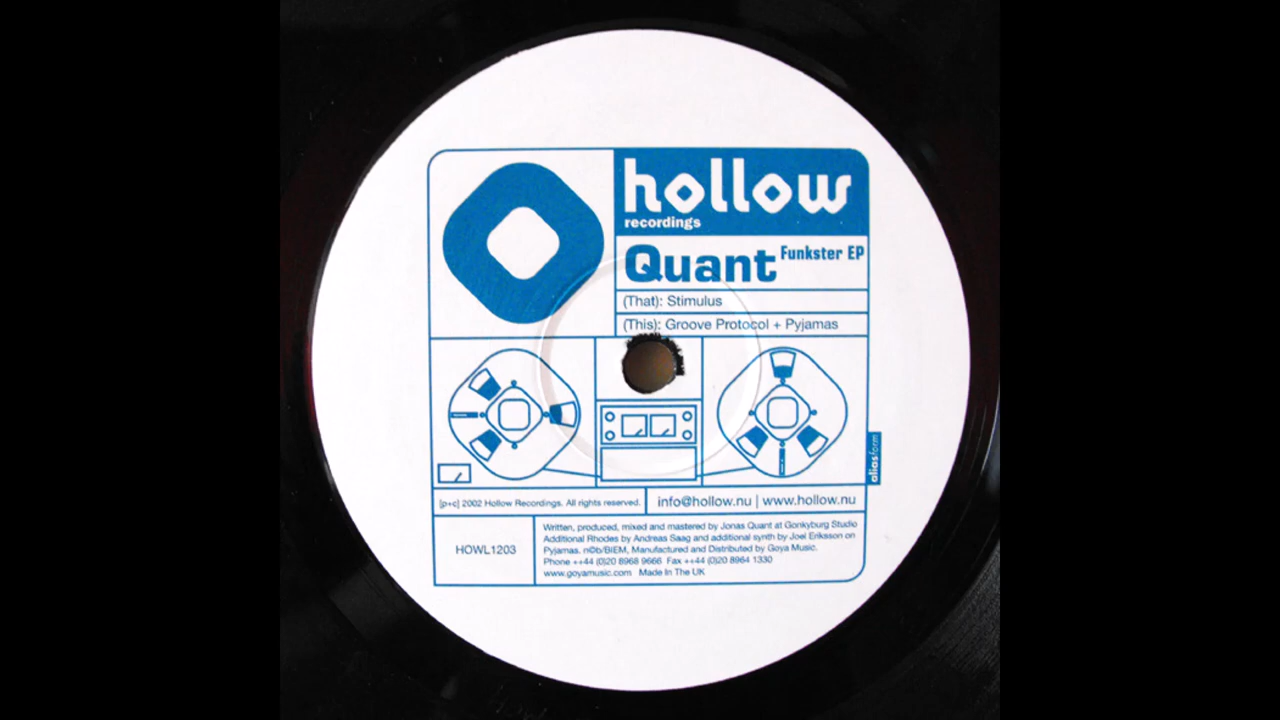 hollow
recordings
Quant Funkster EP
(That): Stimulus
(This): Groove Protocol + Pyjamas
aliasform
[p+c] 2002 Hollow Recordings. All rights reserved.
info@hollow.nu | www.hollow.nu
HOWL1203
Written, produced, mixed and mastered by Jonas Quant at Gonkyburg Studio
Additional Rhodes by Andreas Saag and additional synth by Joel Eriksson on
Pyjamas. n©b/BIEM, Manufactured and Distributed by Goya Music.
Phone ++44 (0)20 8968 9666 Fax ++44 (0)20 8964 1330
www.goyamusic.com Made In The UK